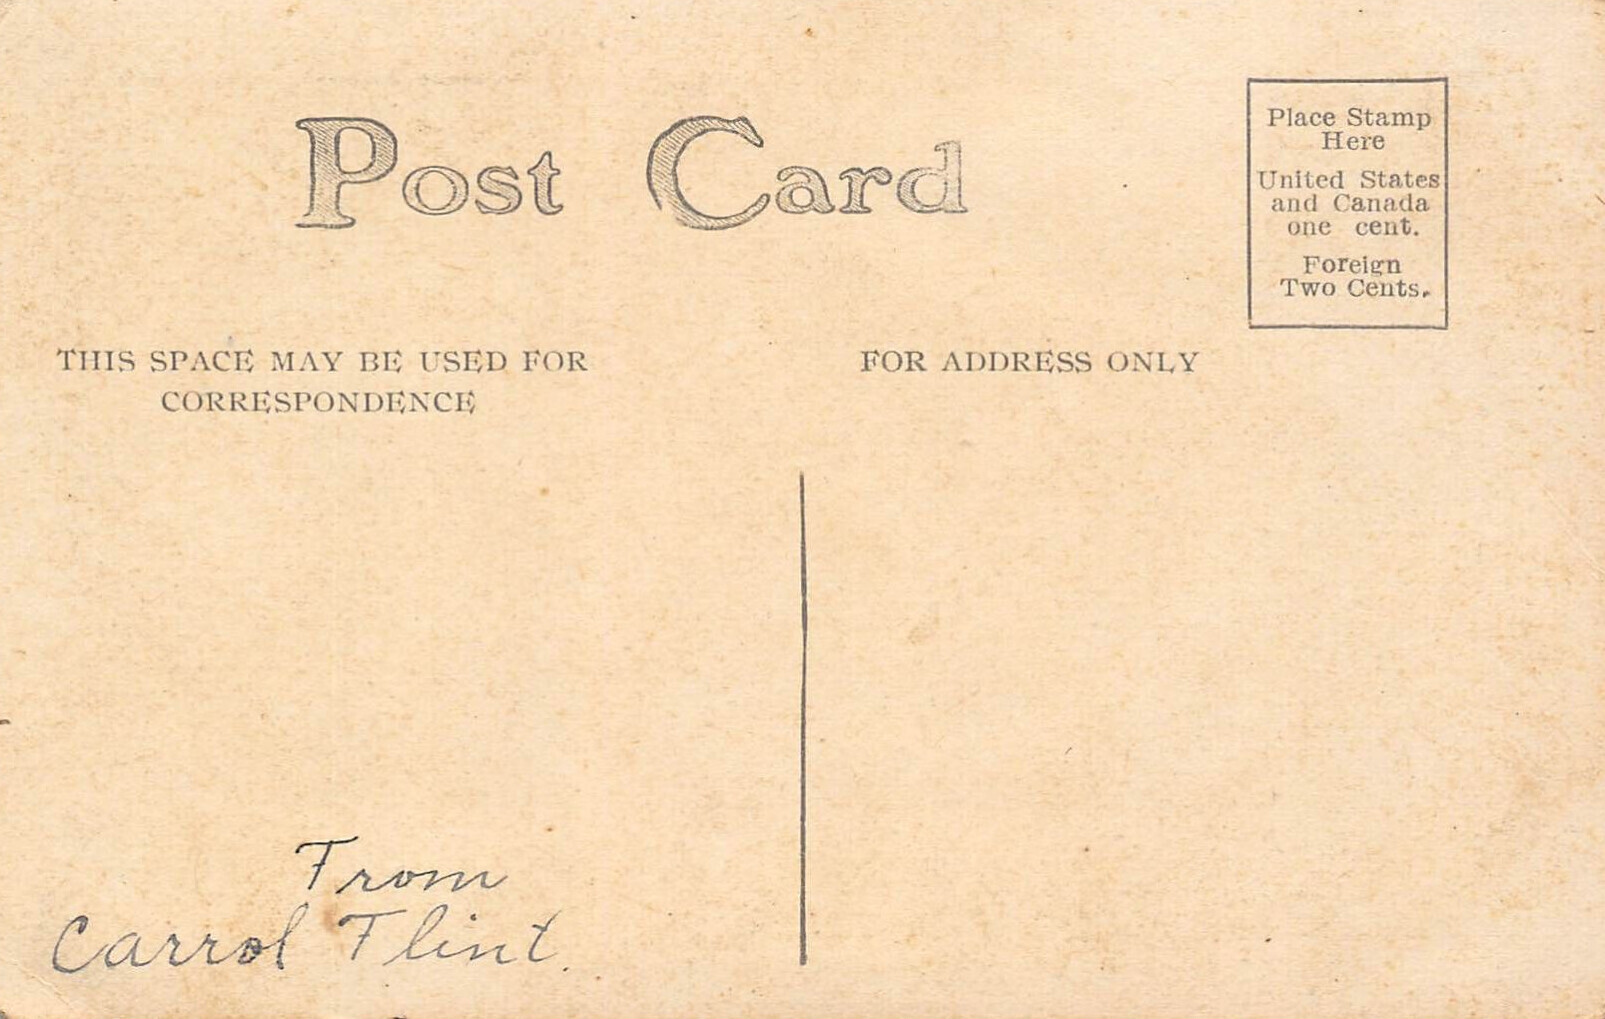 Post Card
Place Stamp
Here
United States
and Canada
one cent.
Foreign
Two Cents.
THIS SPACE MAY BE USED FOR
CORRESPONDENCE
FOR ADDRESS ONLY
From
Carrol Flint.